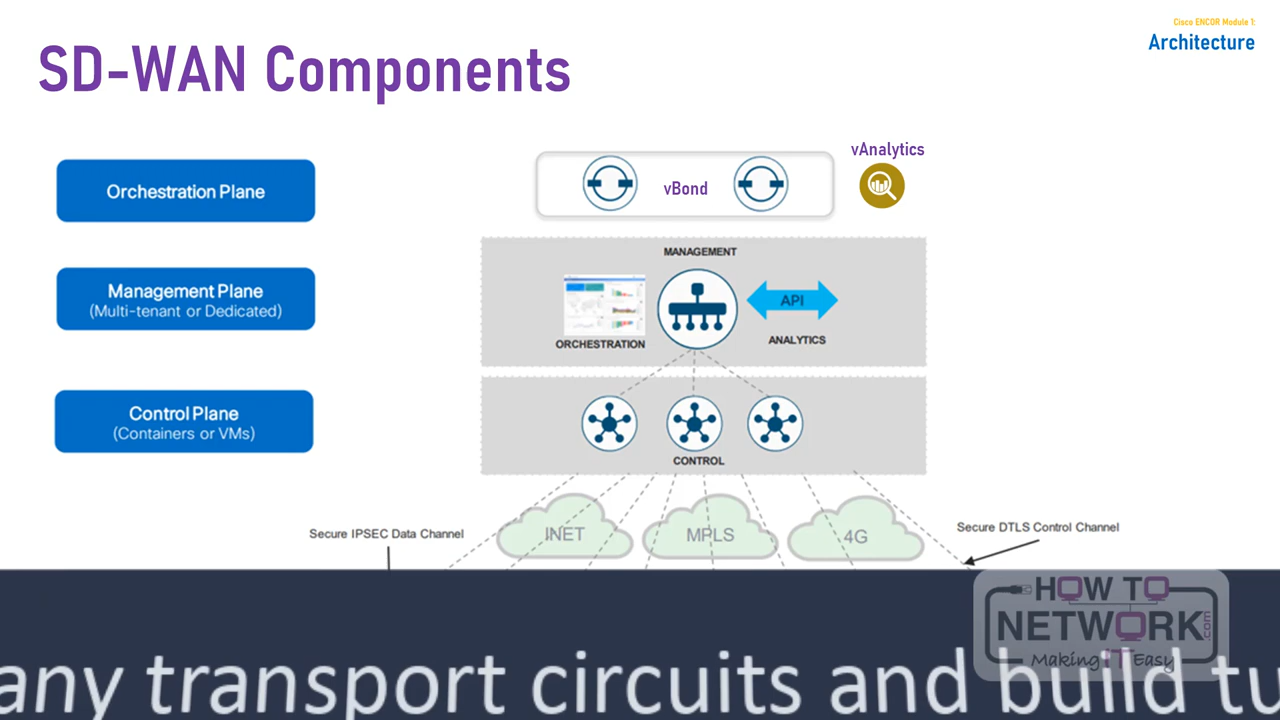 Cisco ENCOR Module 1:
Architecture
SD-WAN Components
Orchestration Plane
vBond
vAnalytics
Management Plane
(Multi-tenant or Dedicated)
MANAGEMENT
API
ORCHESTRATION
ANALYTICS
Control Plane
(Containers or VMs)
CONTROL
Secure IPSEC Data Channel
INET
MPLS
4G
Secure DTLS Control Channel
HOW TO
NETWORK.com
Making IT Easy
any transport circuits and build tu